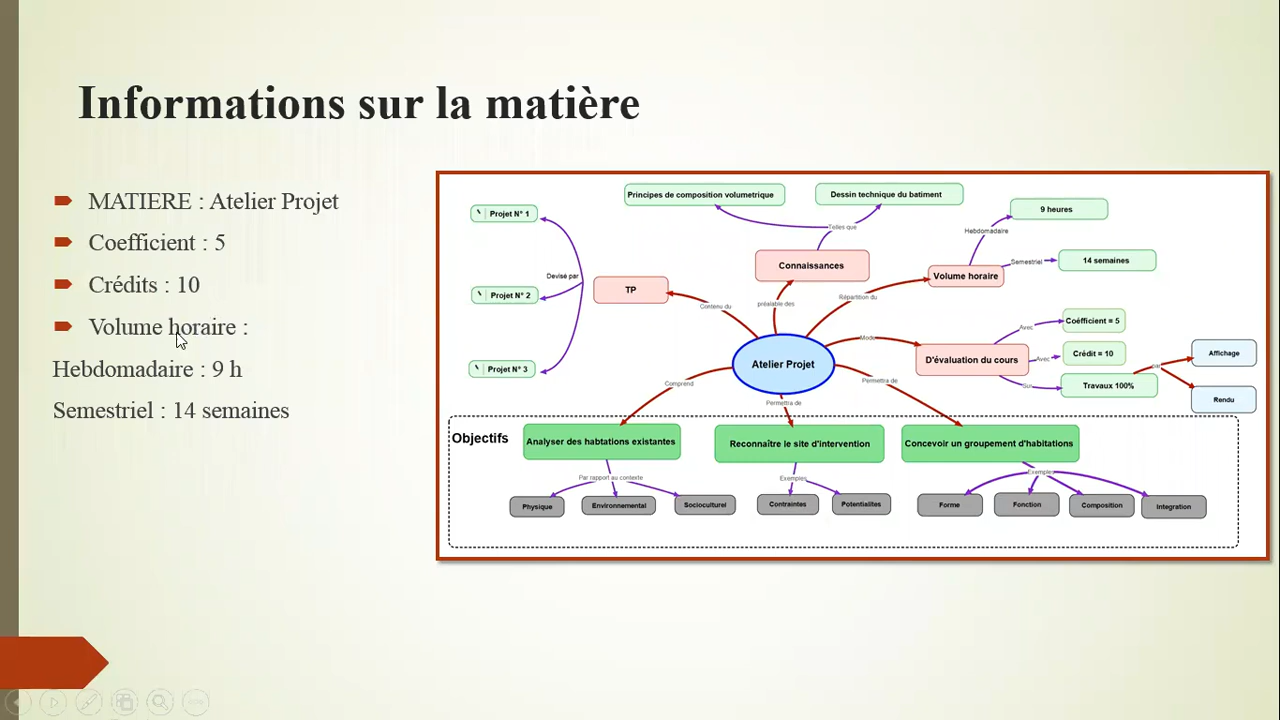 Informations sur la matière
MATIERE : Atelier Projet
Coefficient : 5
Crédits : 10
Volume horaire :
Hebdomadaire : 9 h
Semestriel : 14 semaines
Principes de composition volumetrique
Dessin technique du batiment
Telles que
Connaissances
préalable des
Projet N° 1
Projet N° 2
Projet N° 3
Devisé par
TP
Contenu du
9 heures
Hebdomadaire
Volume horaire
Semestriel
14 semaines
Répartition du
Atelier Projet
Mode
D'évaluation du cours
Avec
Coéfficient = 5
Avec
Crédit = 10
Sur
Travaux 100%
par
Affichage
Rendu
Comprend
Permettra de
Permettra de
Objectifs
Analyser des habtations existantes
Reconnaître le site d'intervention
Concevoir un groupement d'habitations
Par rapport au contexte
Exemples
Exemples
Physique
Environnemental
Socioculturel
Contraintes
Potentialites
Forme
Fonction
Composition
Integration